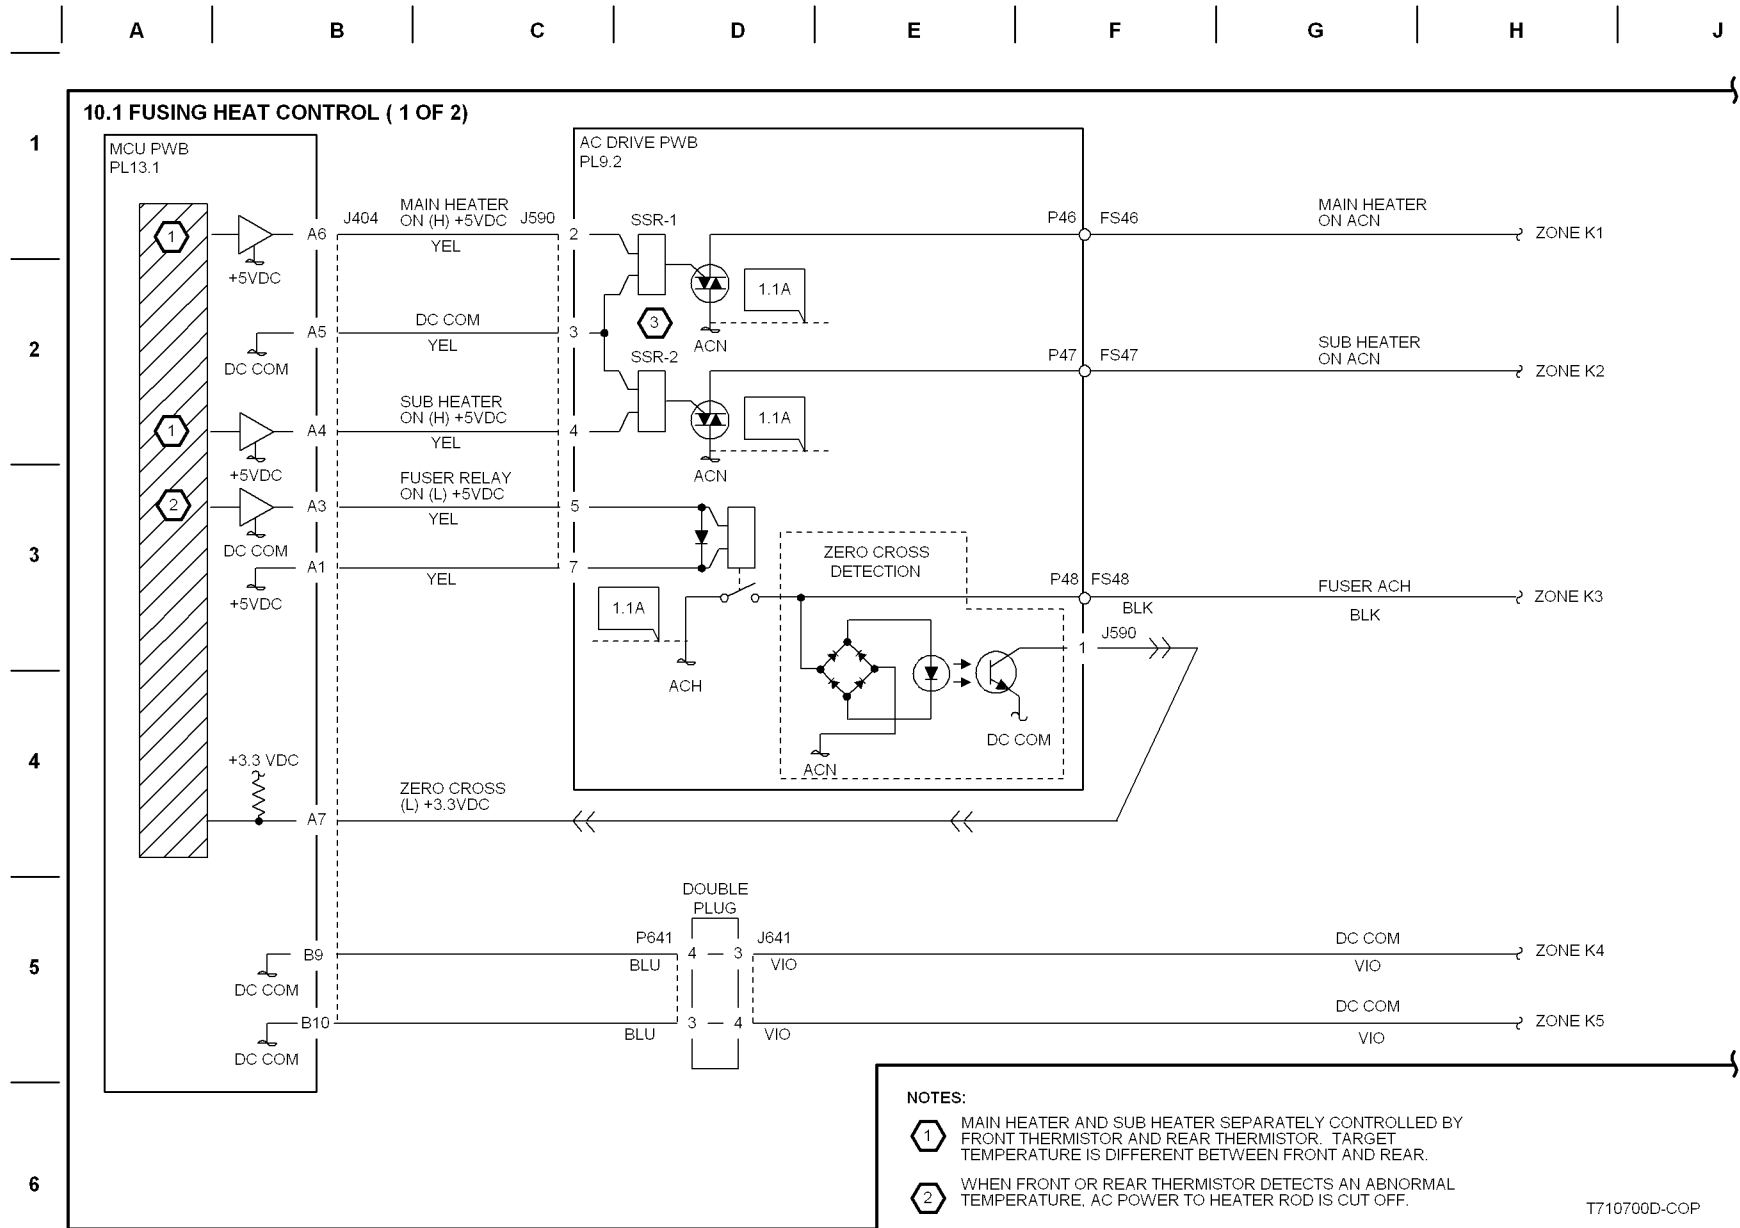 A B C D E F G H J
10.1 FUSING HEAT CONTROL ( 1 OF 2)
1
MCU PWB
PL13.1
AC DRIVE PWB
PL9.2
J404
MAIN HEATER
ON (H) +5VDC
J590
SSR-1
P46 FS46
MAIN HEATER
ON ACN
1
A6
YEL
2
ZONE K1
+5VDC
1.1A
2
A5
DC COM
YEL
3
3
ACN
DC COM
SSR-2
P47 FS47
SUB HEATER
ON ACN
ZONE K2
SUB HEATER
ON (H) +5VDC
1.1A
1
A4
YEL
4
+5VDC
ACN
FUSER RELAY
ON (L) +5VDC
2
A3
YEL
5
3
DC COM
A1
YEL
7
ZERO CROSS
DETECTION
+5VDC
1.1A
P48 FS48
BLK
FUSER ACH
BLK
ZONE K3
J590
1
ACH
DC COM
4
+3.3 VDC
ACN
ZERO CROSS
(L) +3.3VDC
A7
DOUBLE
PLUG
P641
J641
DC COM
5
B9
BLU
4 3
VIO
VIO
ZONE K4
DC COM
DC COM
B10
BLU
3 4
VIO
VIO
ZONE K5
DC COM
6
NOTES:
1 MAIN HEATER AND SUB HEATER SEPARATELY CONTROLLED BY
FRONT THERMISTOR AND REAR THERMISTOR. TARGET
TEMPERATURE IS DIFFERENT BETWEEN FRONT AND REAR.
2 WHEN FRONT OR REAR THERMISTOR DETECTS AN ABNORMAL
TEMPERATURE, AC POWER TO HEATER ROD IS CUT OFF.
T710700D-COP